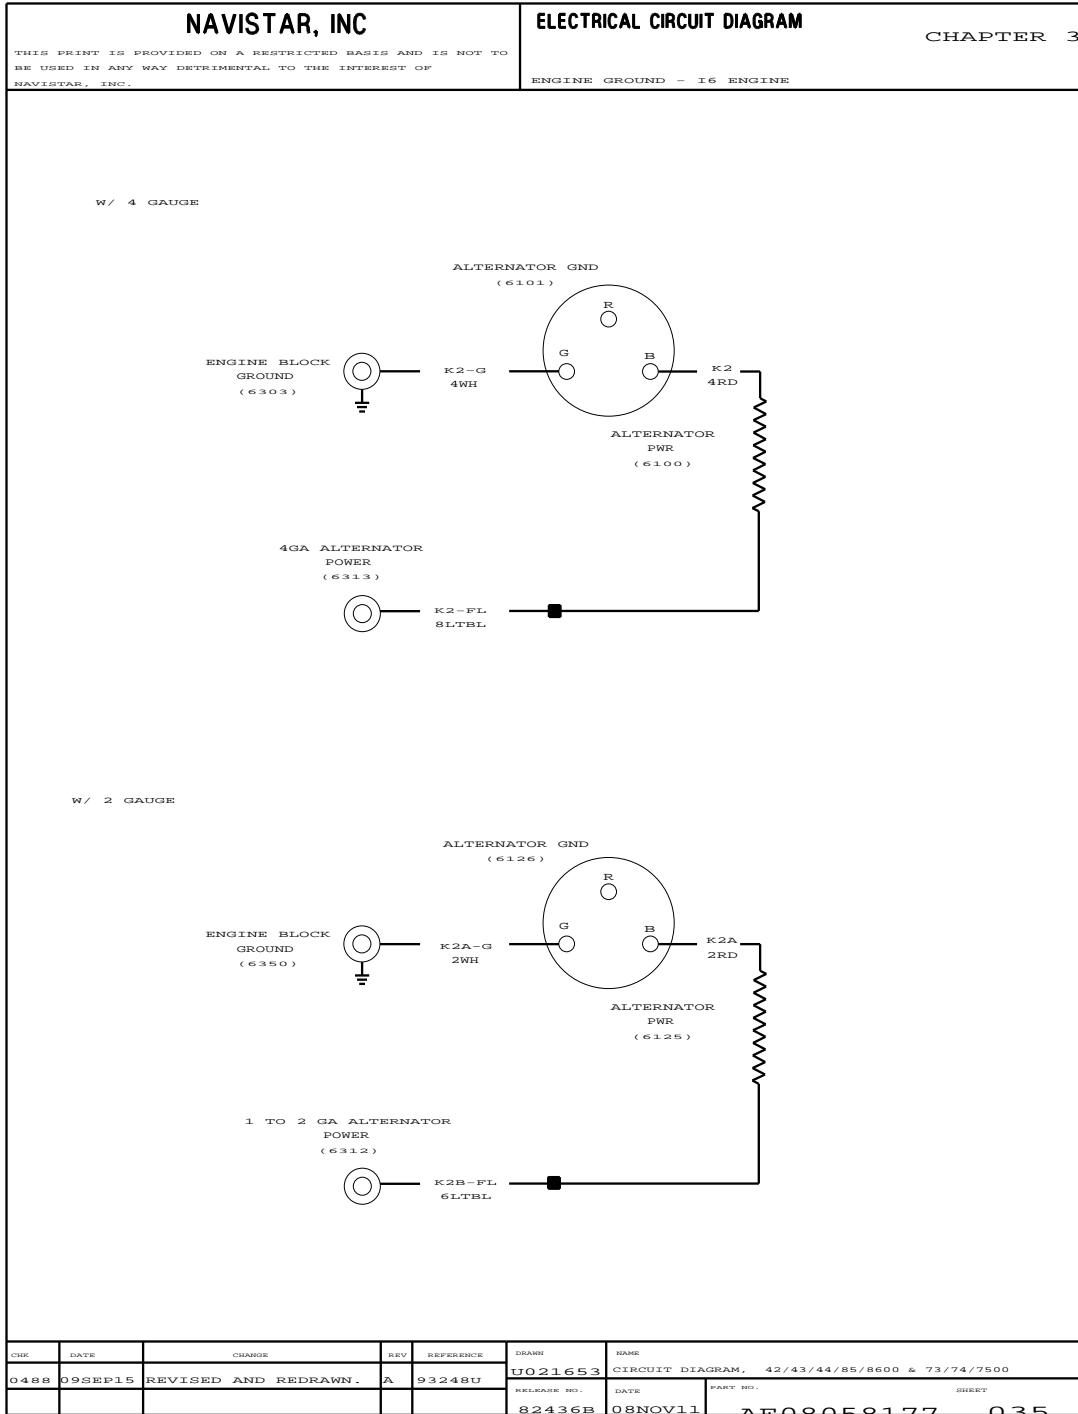 NAVISTAR, INC
THIS PRINT IS PROVIDED ON A RESTRICTED BASIS AND IS NOT TO
BE USED IN ANY WAY DETRIMENTAL TO THE INTEREST OF
NAVISTAR, INC.
ELECTRICAL CIRCUIT DIAGRAM
CHAPTER 3
ENGINE GROUND - I6 ENGINE
W/ 4 GAUGE
ALTERNATOR GND
(6101)
R
G
B
ENGINE BLOCK
GROUND
(6303)
K2-G
4WH
K2
4RD
ALTERNATOR
PWR
(6100)
4GA ALTERNATOR
POWER
(6313)
K2-FL
8LTBL
W/ 2 GAUGE
ALTERNATOR GND
(6126)
R
G
B
ENGINE BLOCK
GROUND
(6350)
K2A-G
2WH
K2A
2RD
ALTERNATOR
PWR
(6125)
1 TO 2 GA ALTERNATOR
POWER
(6312)
K2B-FL
6LTBL
CHK DATE CHANGE REV REFERENCE
0488 09SEP15 REVISED AND REDRAWN. A 93248U
DRAWN
U021653
NAME
CIRCUIT DIAGRAM, 42/43/44/85/8600 & 73/74/7500
RELEASE NO.
82436B
DATE
08NOV11
PART NO.
SHEET
AE08058177 035